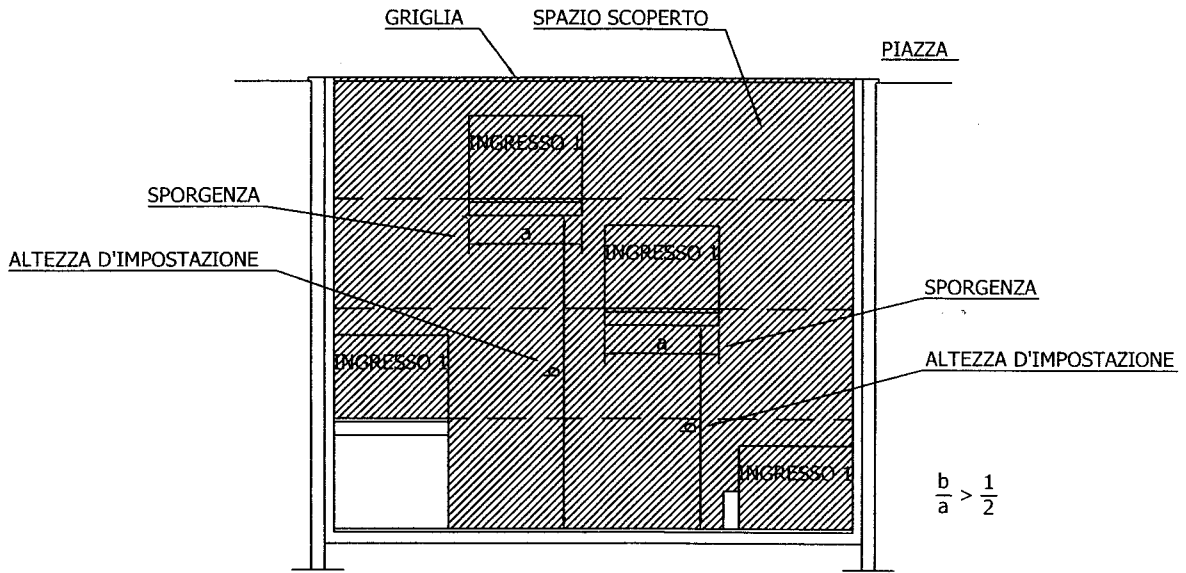 GRIGLIA
SPAZIO SCOPERTO
PIAZZA
INGRESSO 1
SPORGENZA
a
INGRESSO 1
ALTEZZA D'IMPOSTAZIONE
SPORGENZA
a
INGRESSO 1
b
ALTEZZA D'IMPOSTAZIONE
b
INGRESSO 1
b/a > 1/2